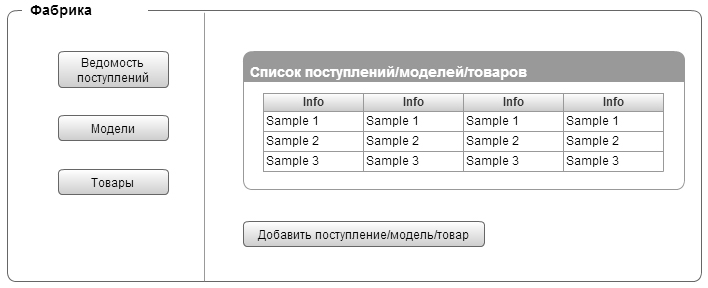 Фабрика
Ведомость
поступлений
Модели
Товары
Список поступлений/моделей/товаров
Info Info Info Info
Sample 1 Sample 1 Sample 1 Sample 1
Sample 2 Sample 2 Sample 2 Sample 2
Sample 3 Sample 3 Sample 3 Sample 3
Добавить поступление/модель/товар